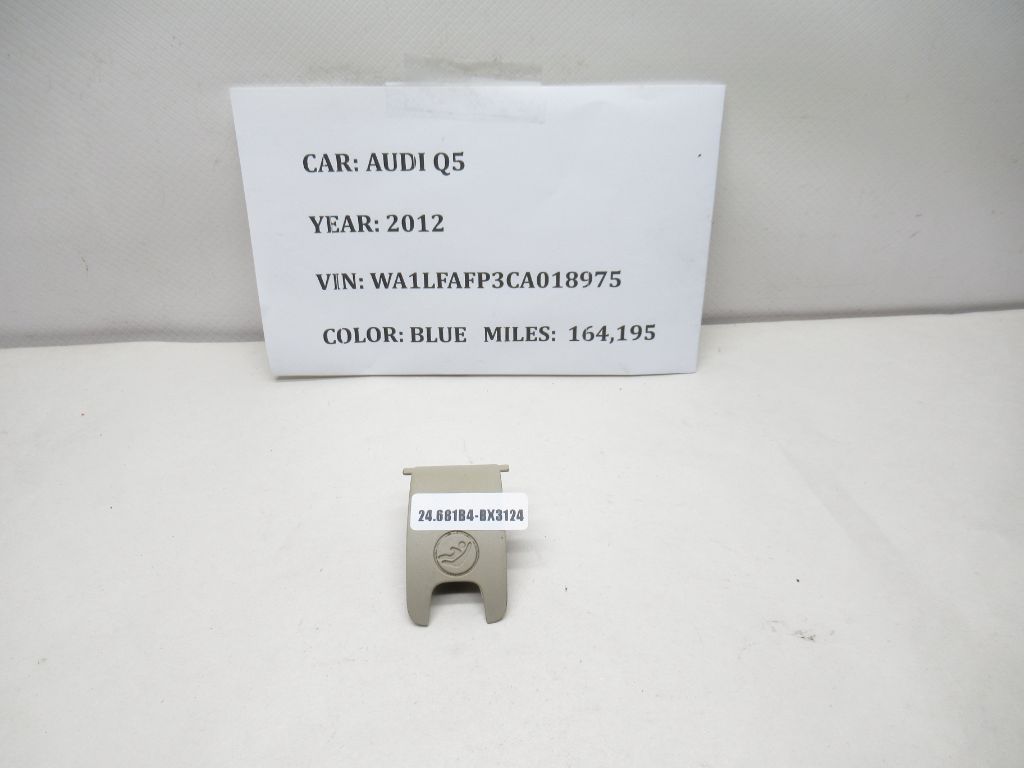 CAR: AUDI Q5
YEAR: 2012
VIN: WA1LFAFP3CA018975
COLOR: BLUE MILES: 164,195
24.681B4-BX3124